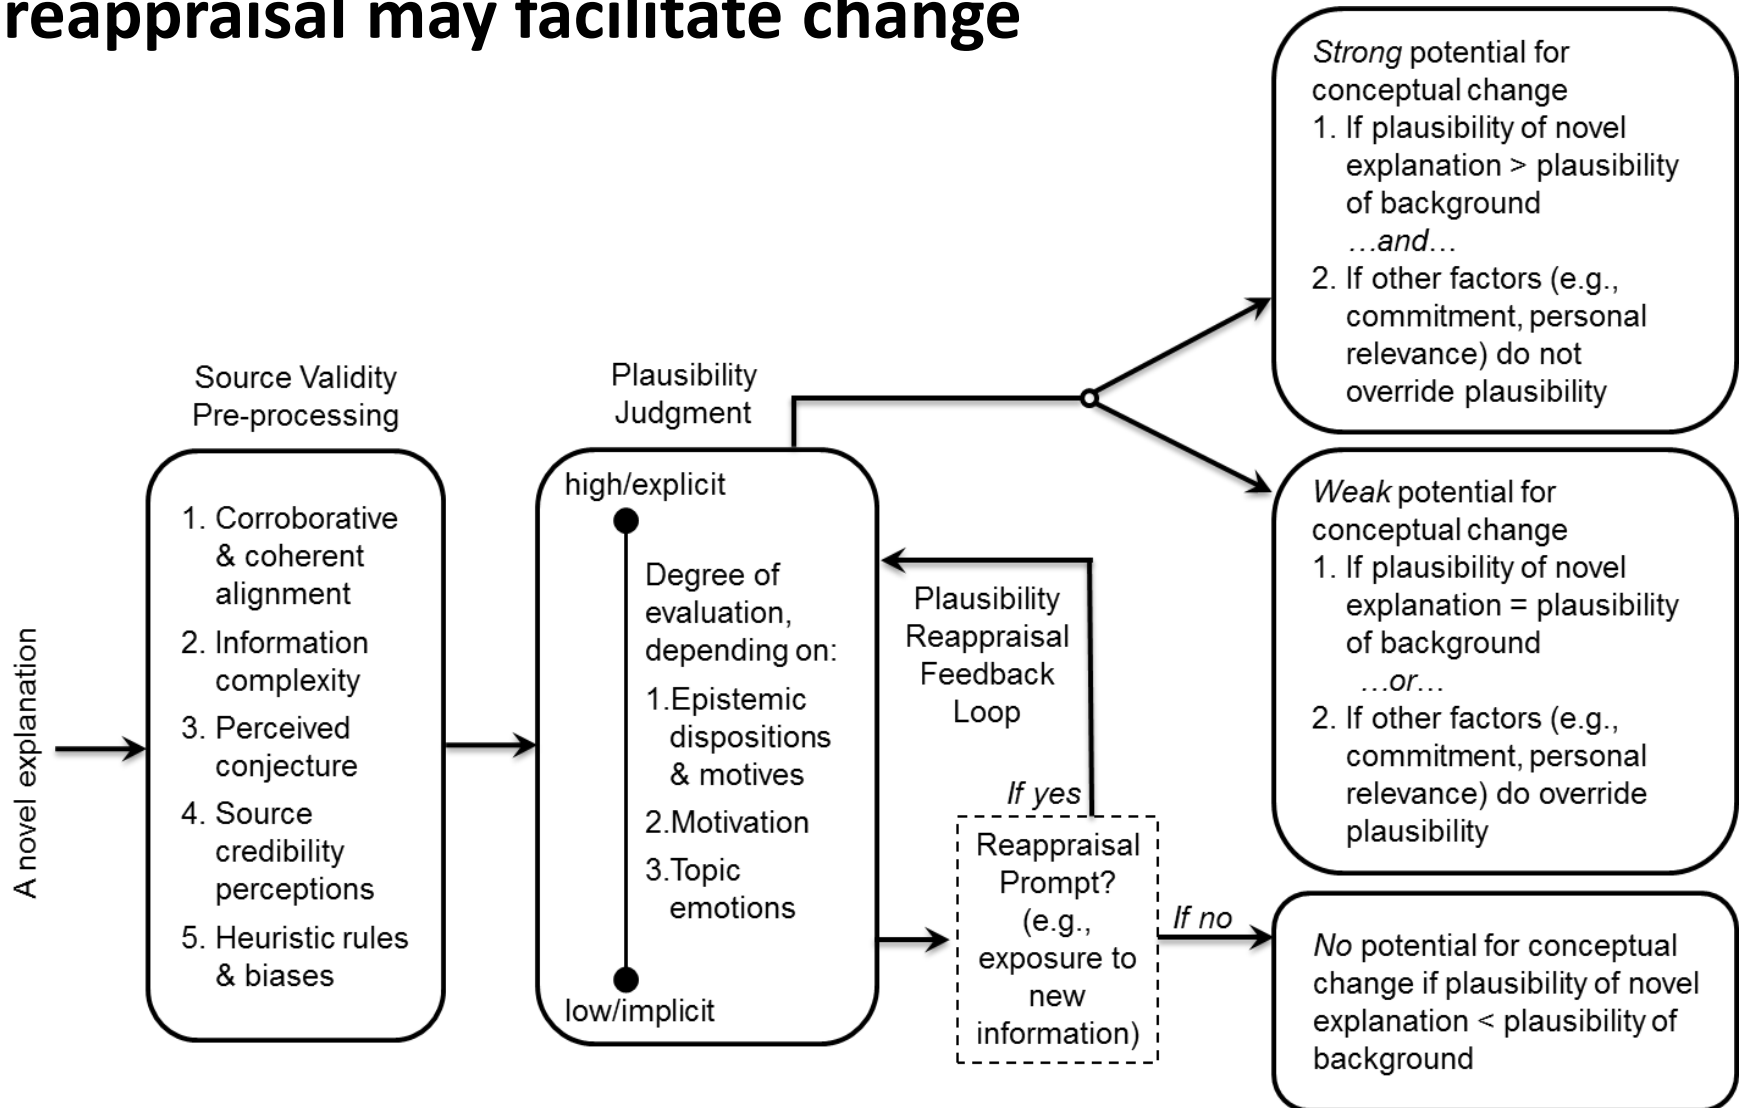 reappraisal may facilitate change
A novel explanation
Source Validity
Pre-processing
1. Corroborative
& coherent
alignment
2. Information
complexity
3. Perceived
conjecture
4. Source
credibility
perceptions
5. Heuristic rules
& biases
Plausibility
Judgment
high/explicit
Degree of
evaluation,
depending on:
1.Epistemic
dispositions
& motives
2.Motivation
3.Topic
emotions
low/implicit
Plausibility
Reappraisal
Feedback
Loop
If yes
Reappraisal
Prompt?
(e.g.,
exposure to
new
information)
If no
Strong potential for
conceptual change
1. If plausibility of novel
explanation > plausibility
of background
…and…
2. If other factors (e.g.,
commitment, personal
relevance) do not
override plausibility
Weak potential for
conceptual change
1. If plausibility of novel
explanation = plausibility
of background
…or…
2. If other factors (e.g.,
commitment, personal
relevance) do override
plausibility
No potential for conceptual
change if plausibility of novel
explanation < plausibility of
background